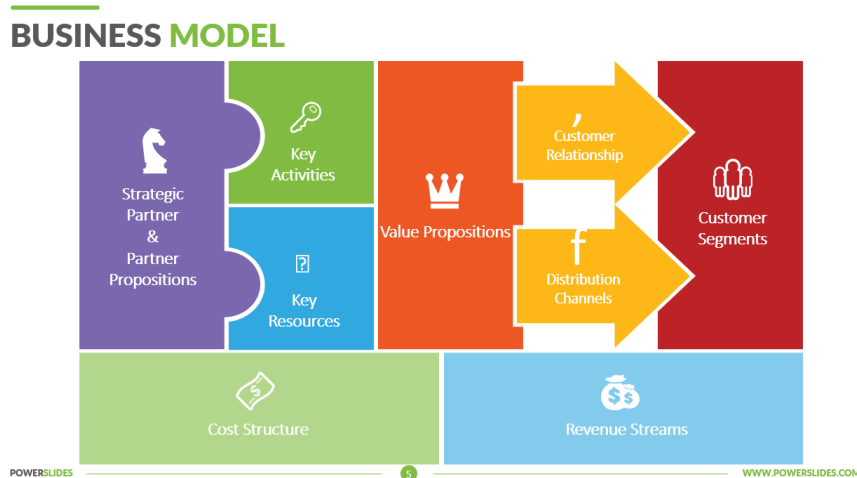 BUSINESS MODEL
Strategic
Partner
&
Partner
Propositions
Key
Activities
Key
Resources
Value Propositions
,
Customer
Relationship
f
Distribution
Channels
Customer
Segments
$
Cost Structure
$ $
Revenue Streams
POWERSLIDES
5
WWW.POWERSLIDES.COM